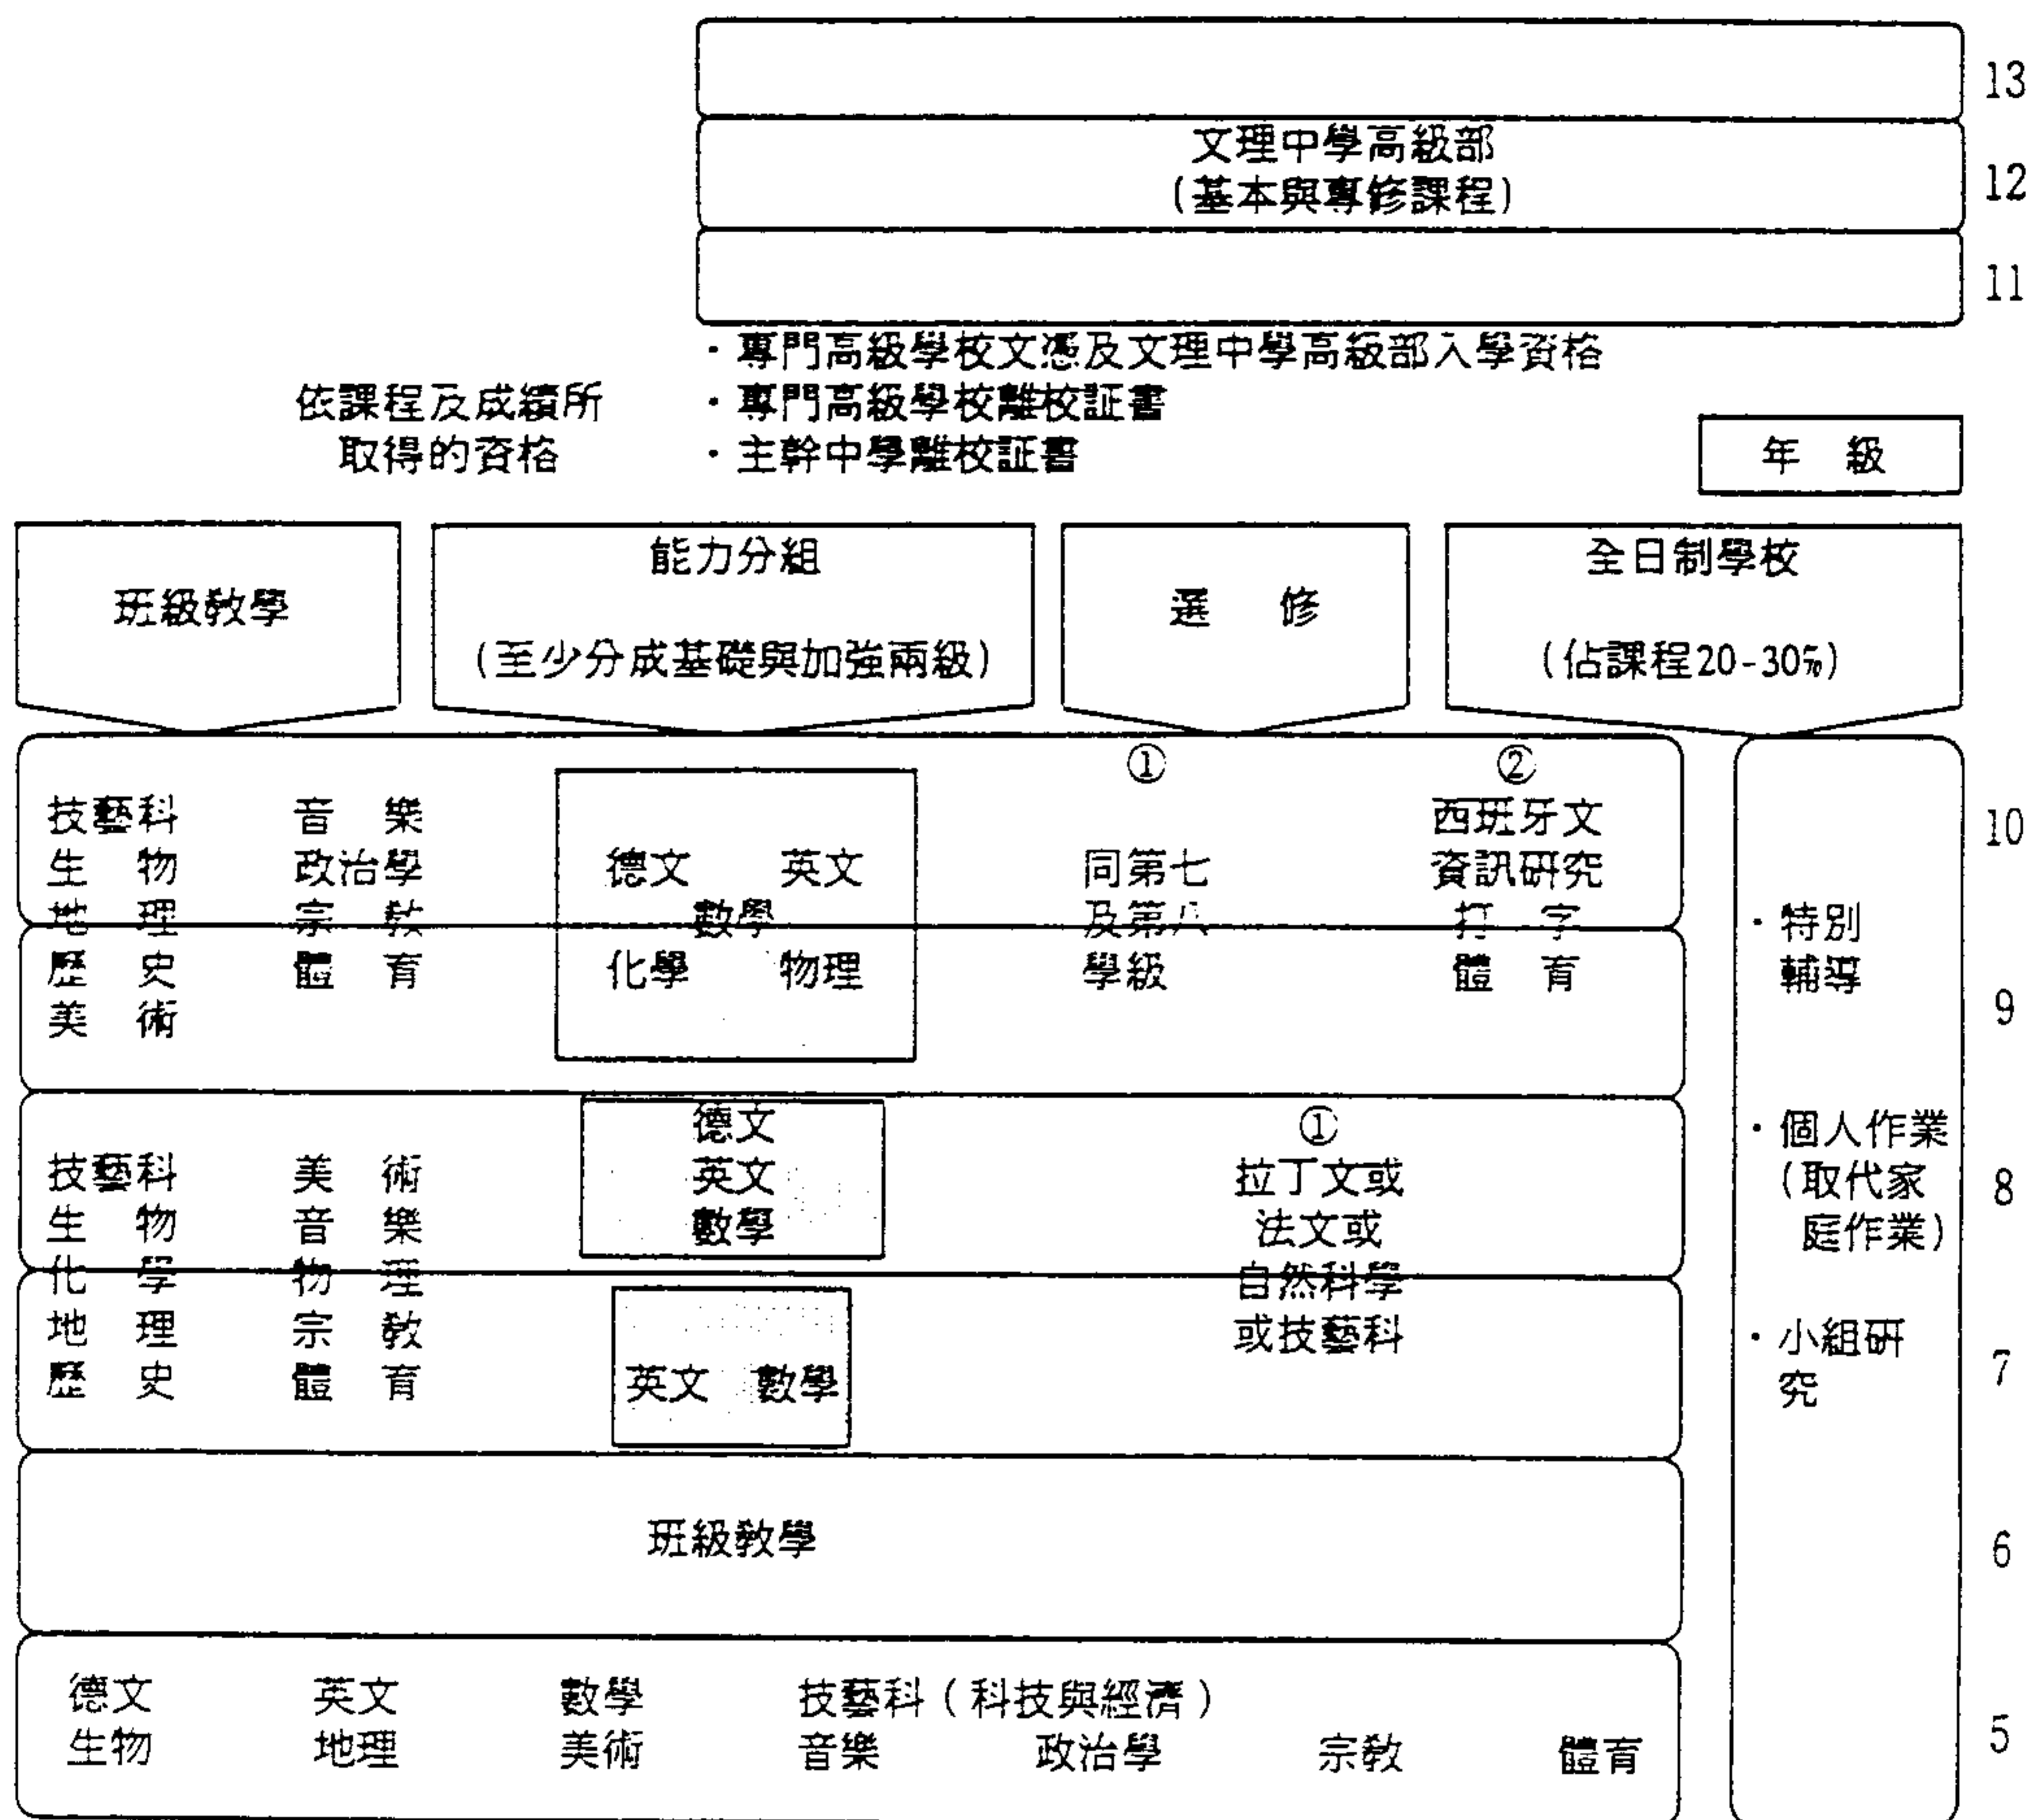 13
文理中學高級部
(基本與專修課程)
12
11
・專門高級學校文憑及文理中學高級部入學資格
依課程及成績所
取得的資格
・專門高級學校離校証書
・主幹中學離校証書
年 級
班級教學
能力分組
(至少分成基礎與加強兩級)
選 修
全日制學校
(佔課程20-30%)
技藝科 音 樂
生 物 政治學
地 理 宗 教
歷 史 體 育
美 術
德文 英文
數學
化學 物理
①
同第七
及第八
學級
②
西班牙文
資訊研究
打 字
體 育
10
9
技藝科 美 術
生 物 音 樂
化 學 物 理
地 理 宗 教
歷 史 體 育
德文
英文
數學
英文 數學
①
拉丁文或
法文或
自然科學
或技藝科
8
7
・特別
輔導
・個人作業
(取代家
庭作業)
・小組研
究
班級教學
6
德文 英文 數學 技藝科(科技與經濟)
生物 地理 美術 音樂 政治學 宗教 體育
5